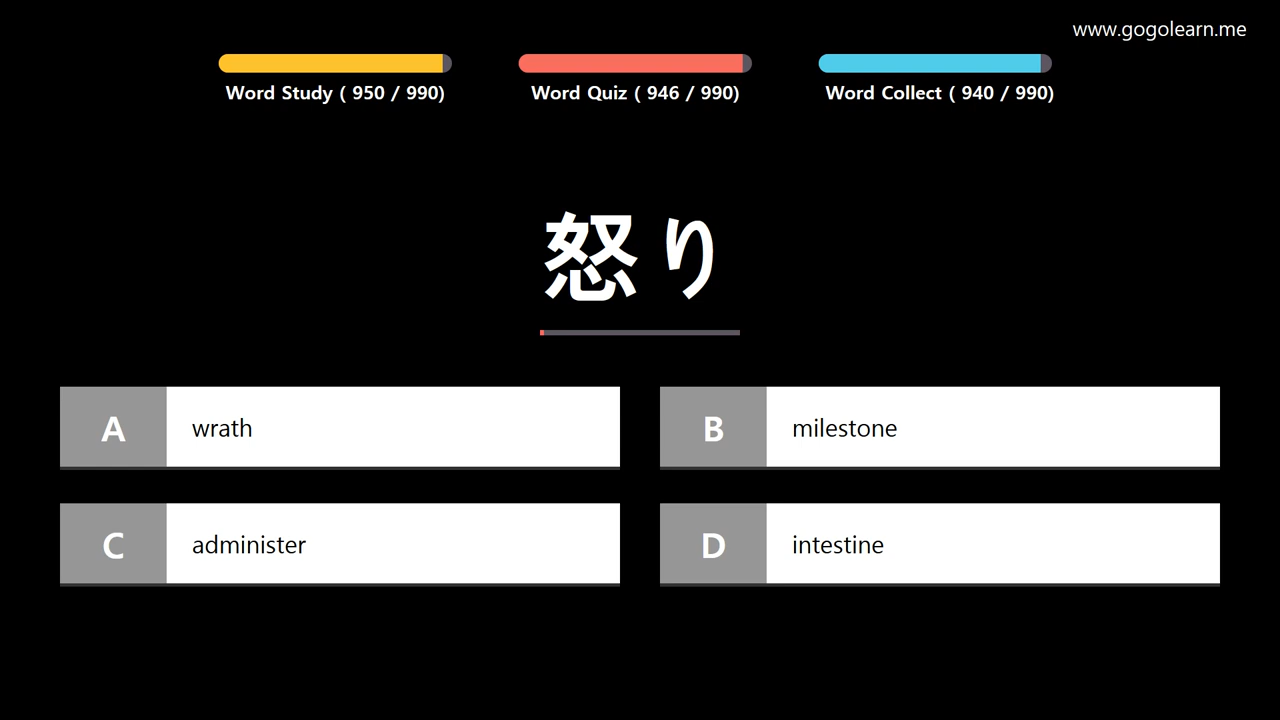 www.gogolearn.me
Word Study ( 950 / 990)
Word Quiz ( 946 / 990)
Word Collect ( 940 / 990)
怒り
A wrath
B milestone
C administer
D intestine